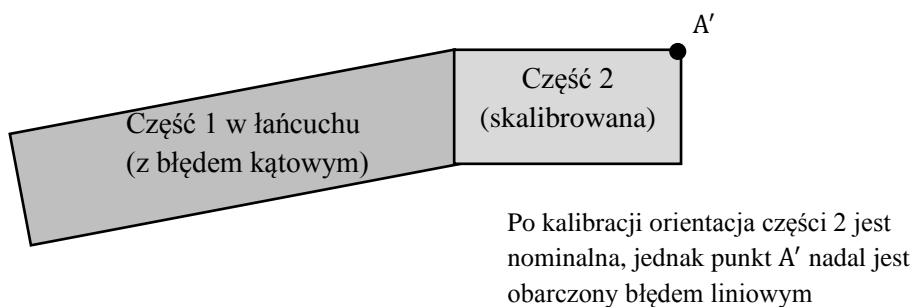 A′
Część 2
(skalibrowana)
Część 1 w łańcuchu
(z błędem kątowym)
Po kalibracji orientacja części 2 jest
nominalna, jednak punkt A′ nadal jest
obarczony błędem liniowym